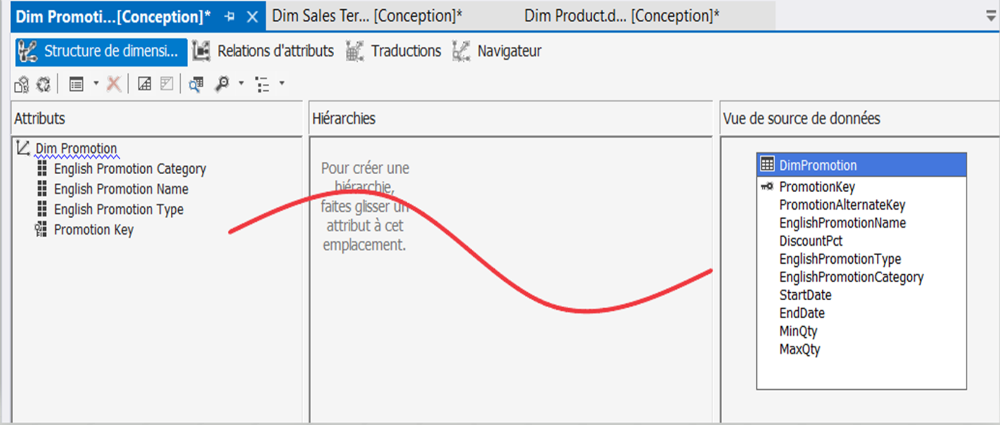 Dim Promoti...[Conception]*
Dim Sales Ter... [Conception]*
Dim Product.d... [Conception]*
Structure de dimensi...
Relations d'attributs
Traductions
Navigateur
Attributs
Dim Promotion
English Promotion Category
English Promotion Name
English Promotion Type
Promotion Key
Hiérarchies
Pour créer une
hiérarchie,
faites glisser un
attribut à cet
emplacement.
Vue de source de données
DimPromotion
PromotionKey
PromotionAlternateKey
EnglishPromotionName
DiscountPct
EnglishPromotionType
EnglishPromotionCategory
StartDate
EndDate
MinQty
MaxQty